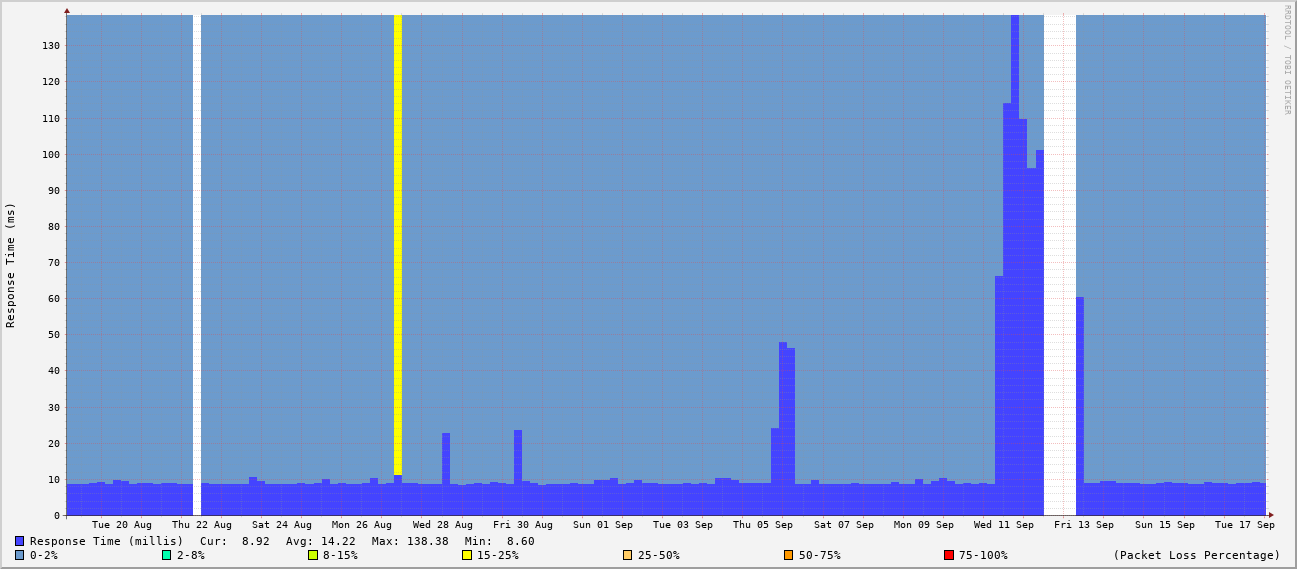 RRDTOOL / TOBI OETIKER
Response Time (ms)
130
120
110
100
90
80
70
60
50
40
30
20
10
0
Tue 20 Aug Thu 22 Aug Sat 24 Aug Mon 26 Aug Wed 28 Aug Fri 30 Aug Sun 01 Sep Tue 03 Sep Thu 05 Sep Sat 07 Sep Mon 09 Sep Wed 11 Sep Fri 13 Sep Sun 15 Sep Tue 17 Sep
Response Time (millis) Cur: 8.92 Avg: 14.22 Max: 138.38 Min: 8.60
0-2% 2-8% 8-15% 15-25% 25-50% 50-75% 75-100% (Packet Loss Percentage)